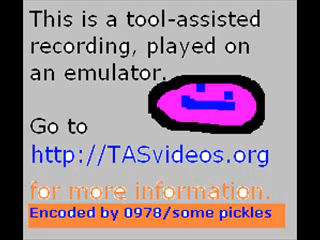 This is a tool-assisted
recording, played on
an emulator.
Go to
http://TASvideos.org
for more information.
Encoded by 0978/some pickles